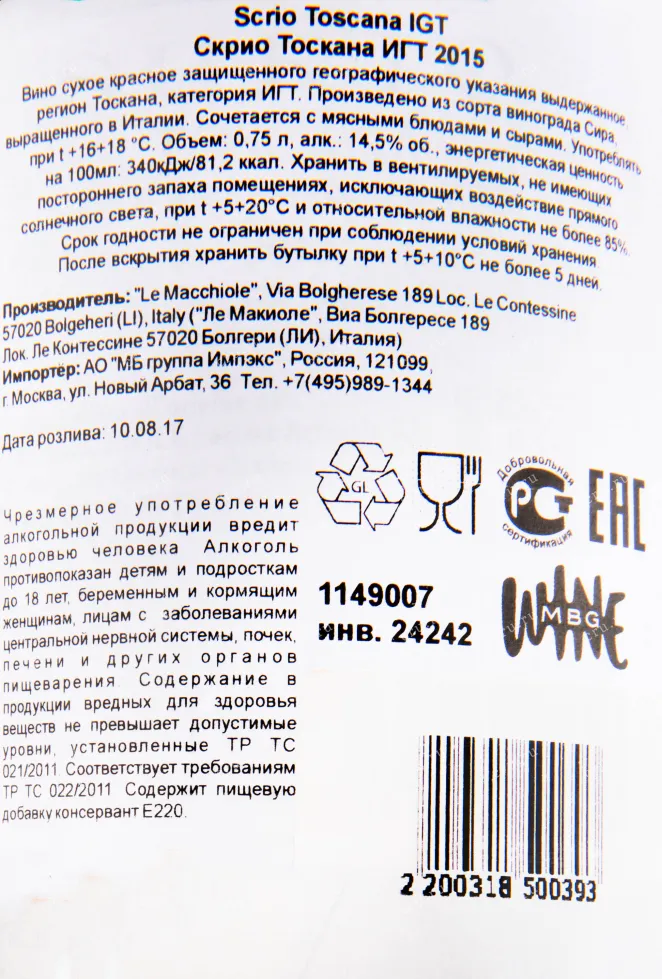 Scrio Toscana IGT
Скрио Тоскана ИГТ 2015
Вино сухое красное защищенного географического указания выдержанное,
регион Тоскана, категория ИГТ. Произведено из сорта винограда Сира,
выращенного в Италии. Сочетается с мясными блюдами и сырами. Употреблять
при t +16+18 °С. Объем: 0,75 л, алк.: 14,5% об., энергетическая ценность
на 100мл: 340кДж/81,2 ккал. Хранить в вентилируемых, не имеющих
постороннего запаха помещениях, исключающих воздействие прямого
солнечного света, при t +5+20°С и относительной влажности не более 85%.
Срок годности не ограничен при соблюдении условий хранения.
После вскрытия хранить бутылку при t +5+10°С не более 5 дней.
Производитель: "Le Macchiole", Via Bolgherese 189 Loc. Le Contessine
57020 Bolgeheri (LI), Italy ("Ле Макиоле", Виа Болгересе 189
Лок. Ле Контессине 57020 Болгери (ЛИ), Италия)
Импортёр: АО "МБ группа Импэкс", Россия, 121099,
г. Москва, ул. Новый Арбат, 36 Тел. +7(495)989-1344
Дата розлива: 10.08.17
Чрезмерное употребление
алкогольной продукции вредит
здоровью человека Алкоголь
противопоказан детям и подросткам
до 18 лет, беременным и кормящим
женщинам, лицам с заболеваниями
центральной нервной системы, почек,
печени и других органов
пищеварения. Содержание в
продукции вредных для здоровья
веществ не превышает допустимые
уровни, установленные ТР ТС
021/2011. Соответствует требованиям
ТР ТС 022/2011 Содержит пищевую
добавку консервант Е220.
GL
Добровольная
РСТ
сертификация
EAC
1149007
инв. 24242
WINE
MBG
2 200318 500393